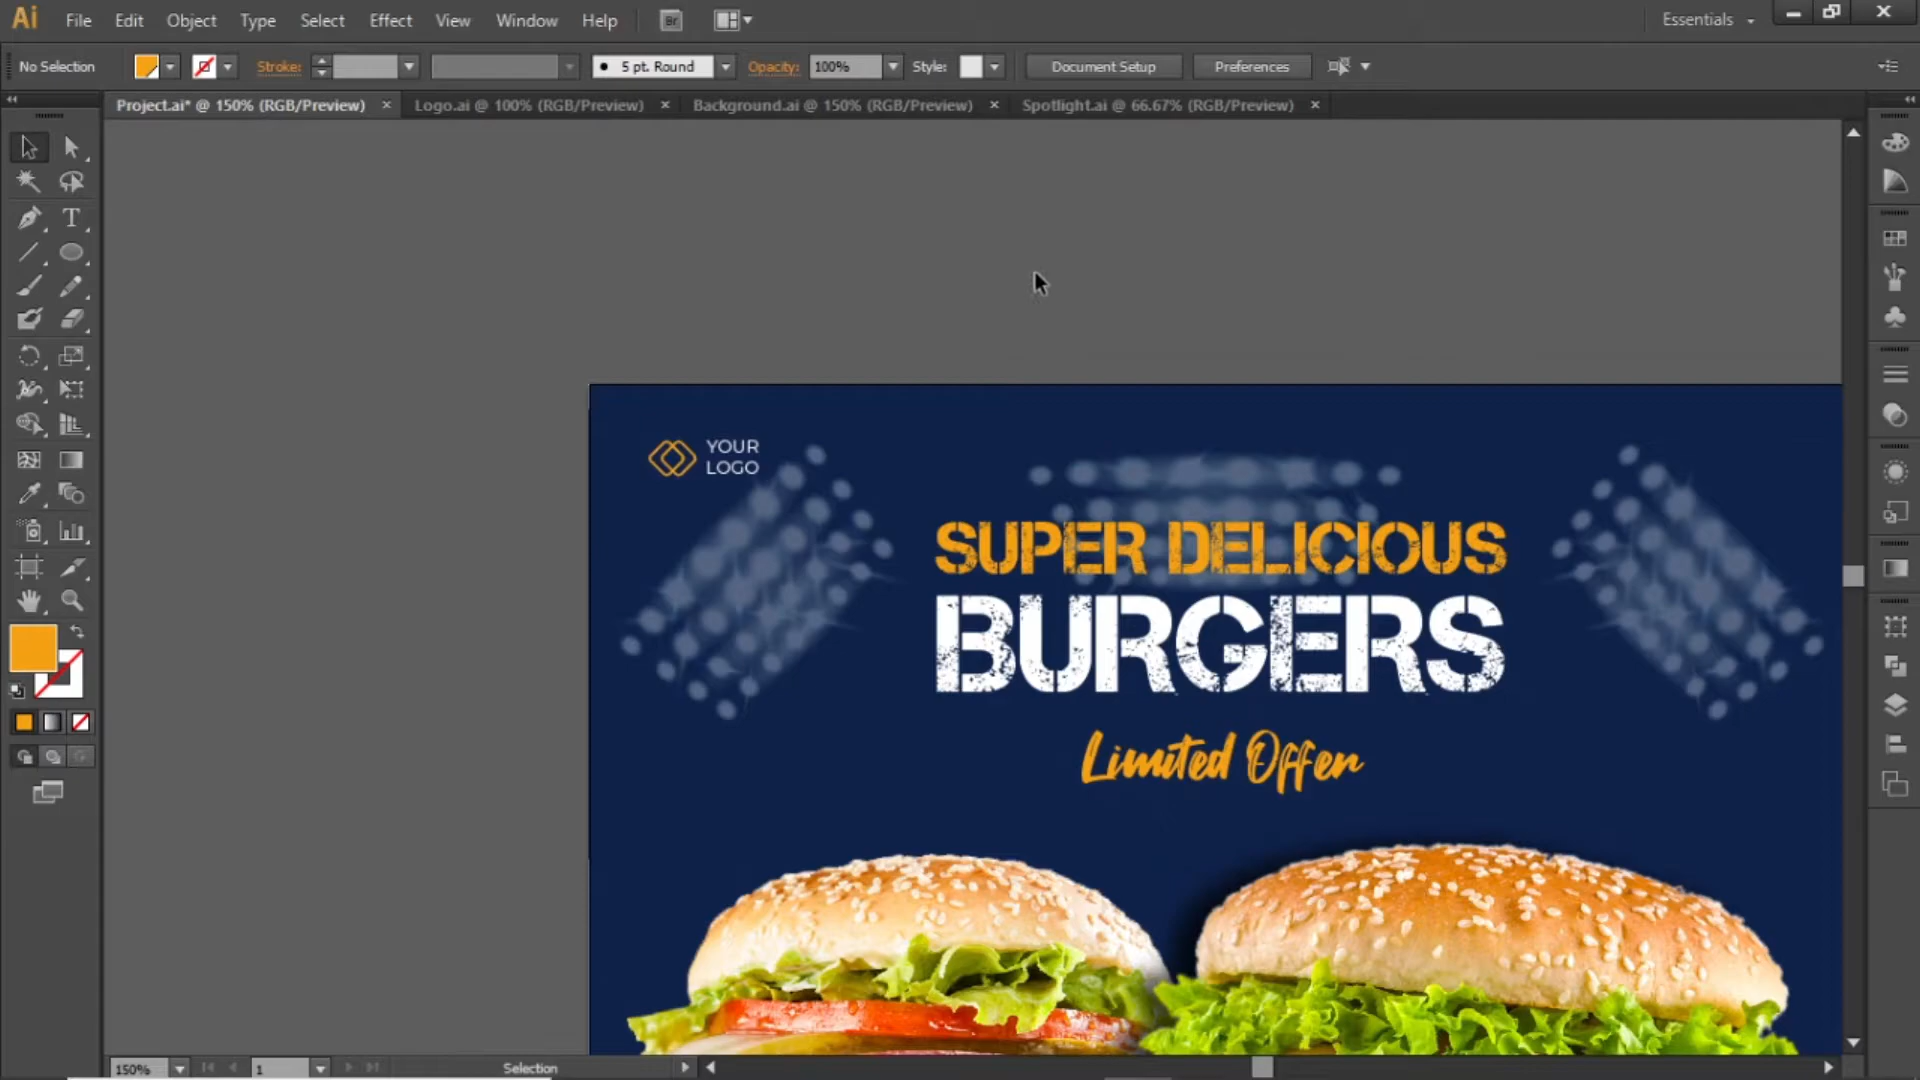 Ai File Edit Object Type Select Effect View Window Help Br Essentials
No Selection Stroke: 5 pt. Round Opacity: 100% Style: Document Setup Preferences
Project.ai* @ 150% (RGB/Preview) Logo.ai @ 100% (RGB/Preview) Background.ai @ 150% (RGB/Preview) Spotlight.ai @ 66.67% (RGB/Preview)
T
YOUR
LOGO
SUPER DELICIOUS
BURGERS
Limited Offer
150% 1 Selection